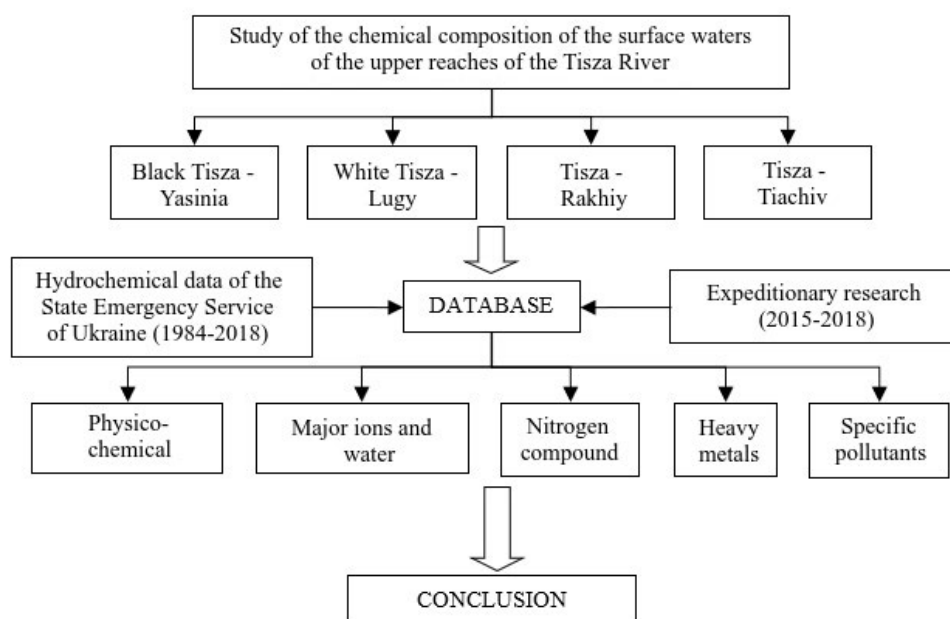 Study of the chemical composition of the surface waters
of the upper reaches of the Tisza River
Black Tisza -
Yasinia
White Tisza -
Lugy
Tisza -
Rakhiy
Tisza -
Tiachiv
Hydrochemical data of the
State Emergency Service
of Ukraine (1984-2018)
DATABASE
Expeditionary research
(2015-2018)
Physico-
chemical
Major ions and
water
Nitrogen
compound
Heavy
metals
Specific
pollutants
CONCLUSION